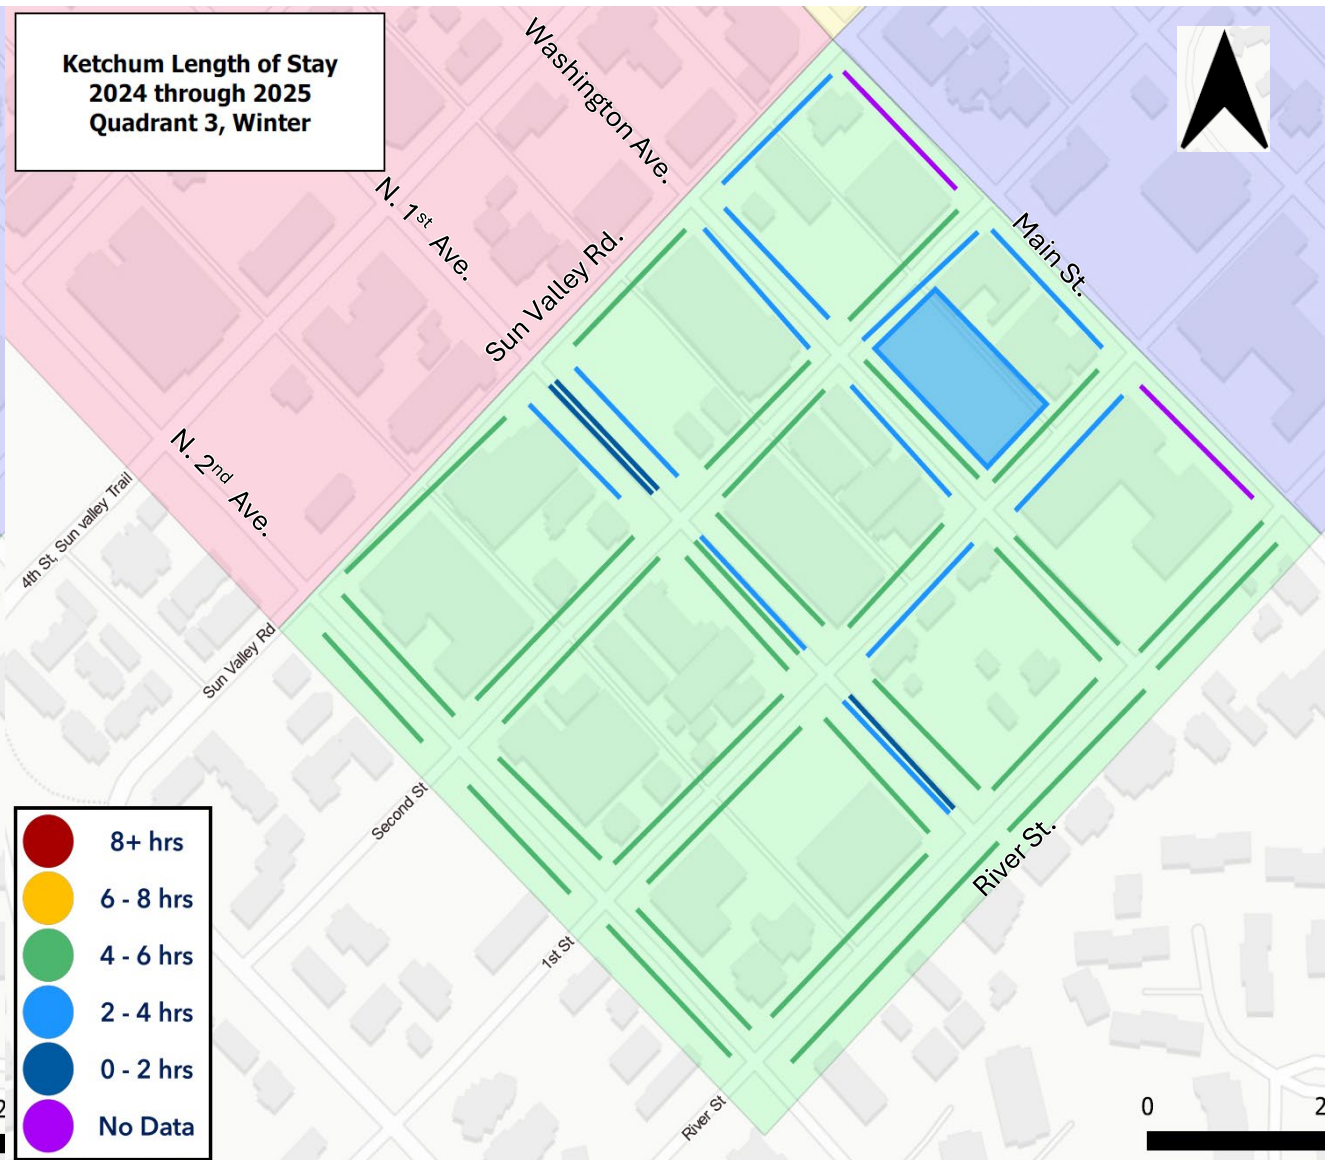 Ketchum Length of Stay
2024 through 2025
Quadrant 3, Winter
Washington Ave.
N. 1st Ave.
Sun Valley Rd.
Main St.
N. 2nd Ave.
4th St, Sun valley Trail
Sun Valley Rd
Second St
1st St
River St.
River St
8+ hrs
6 - 8 hrs
4 - 6 hrs
2 - 4 hrs
0 - 2 hrs
No Data
2
0
2